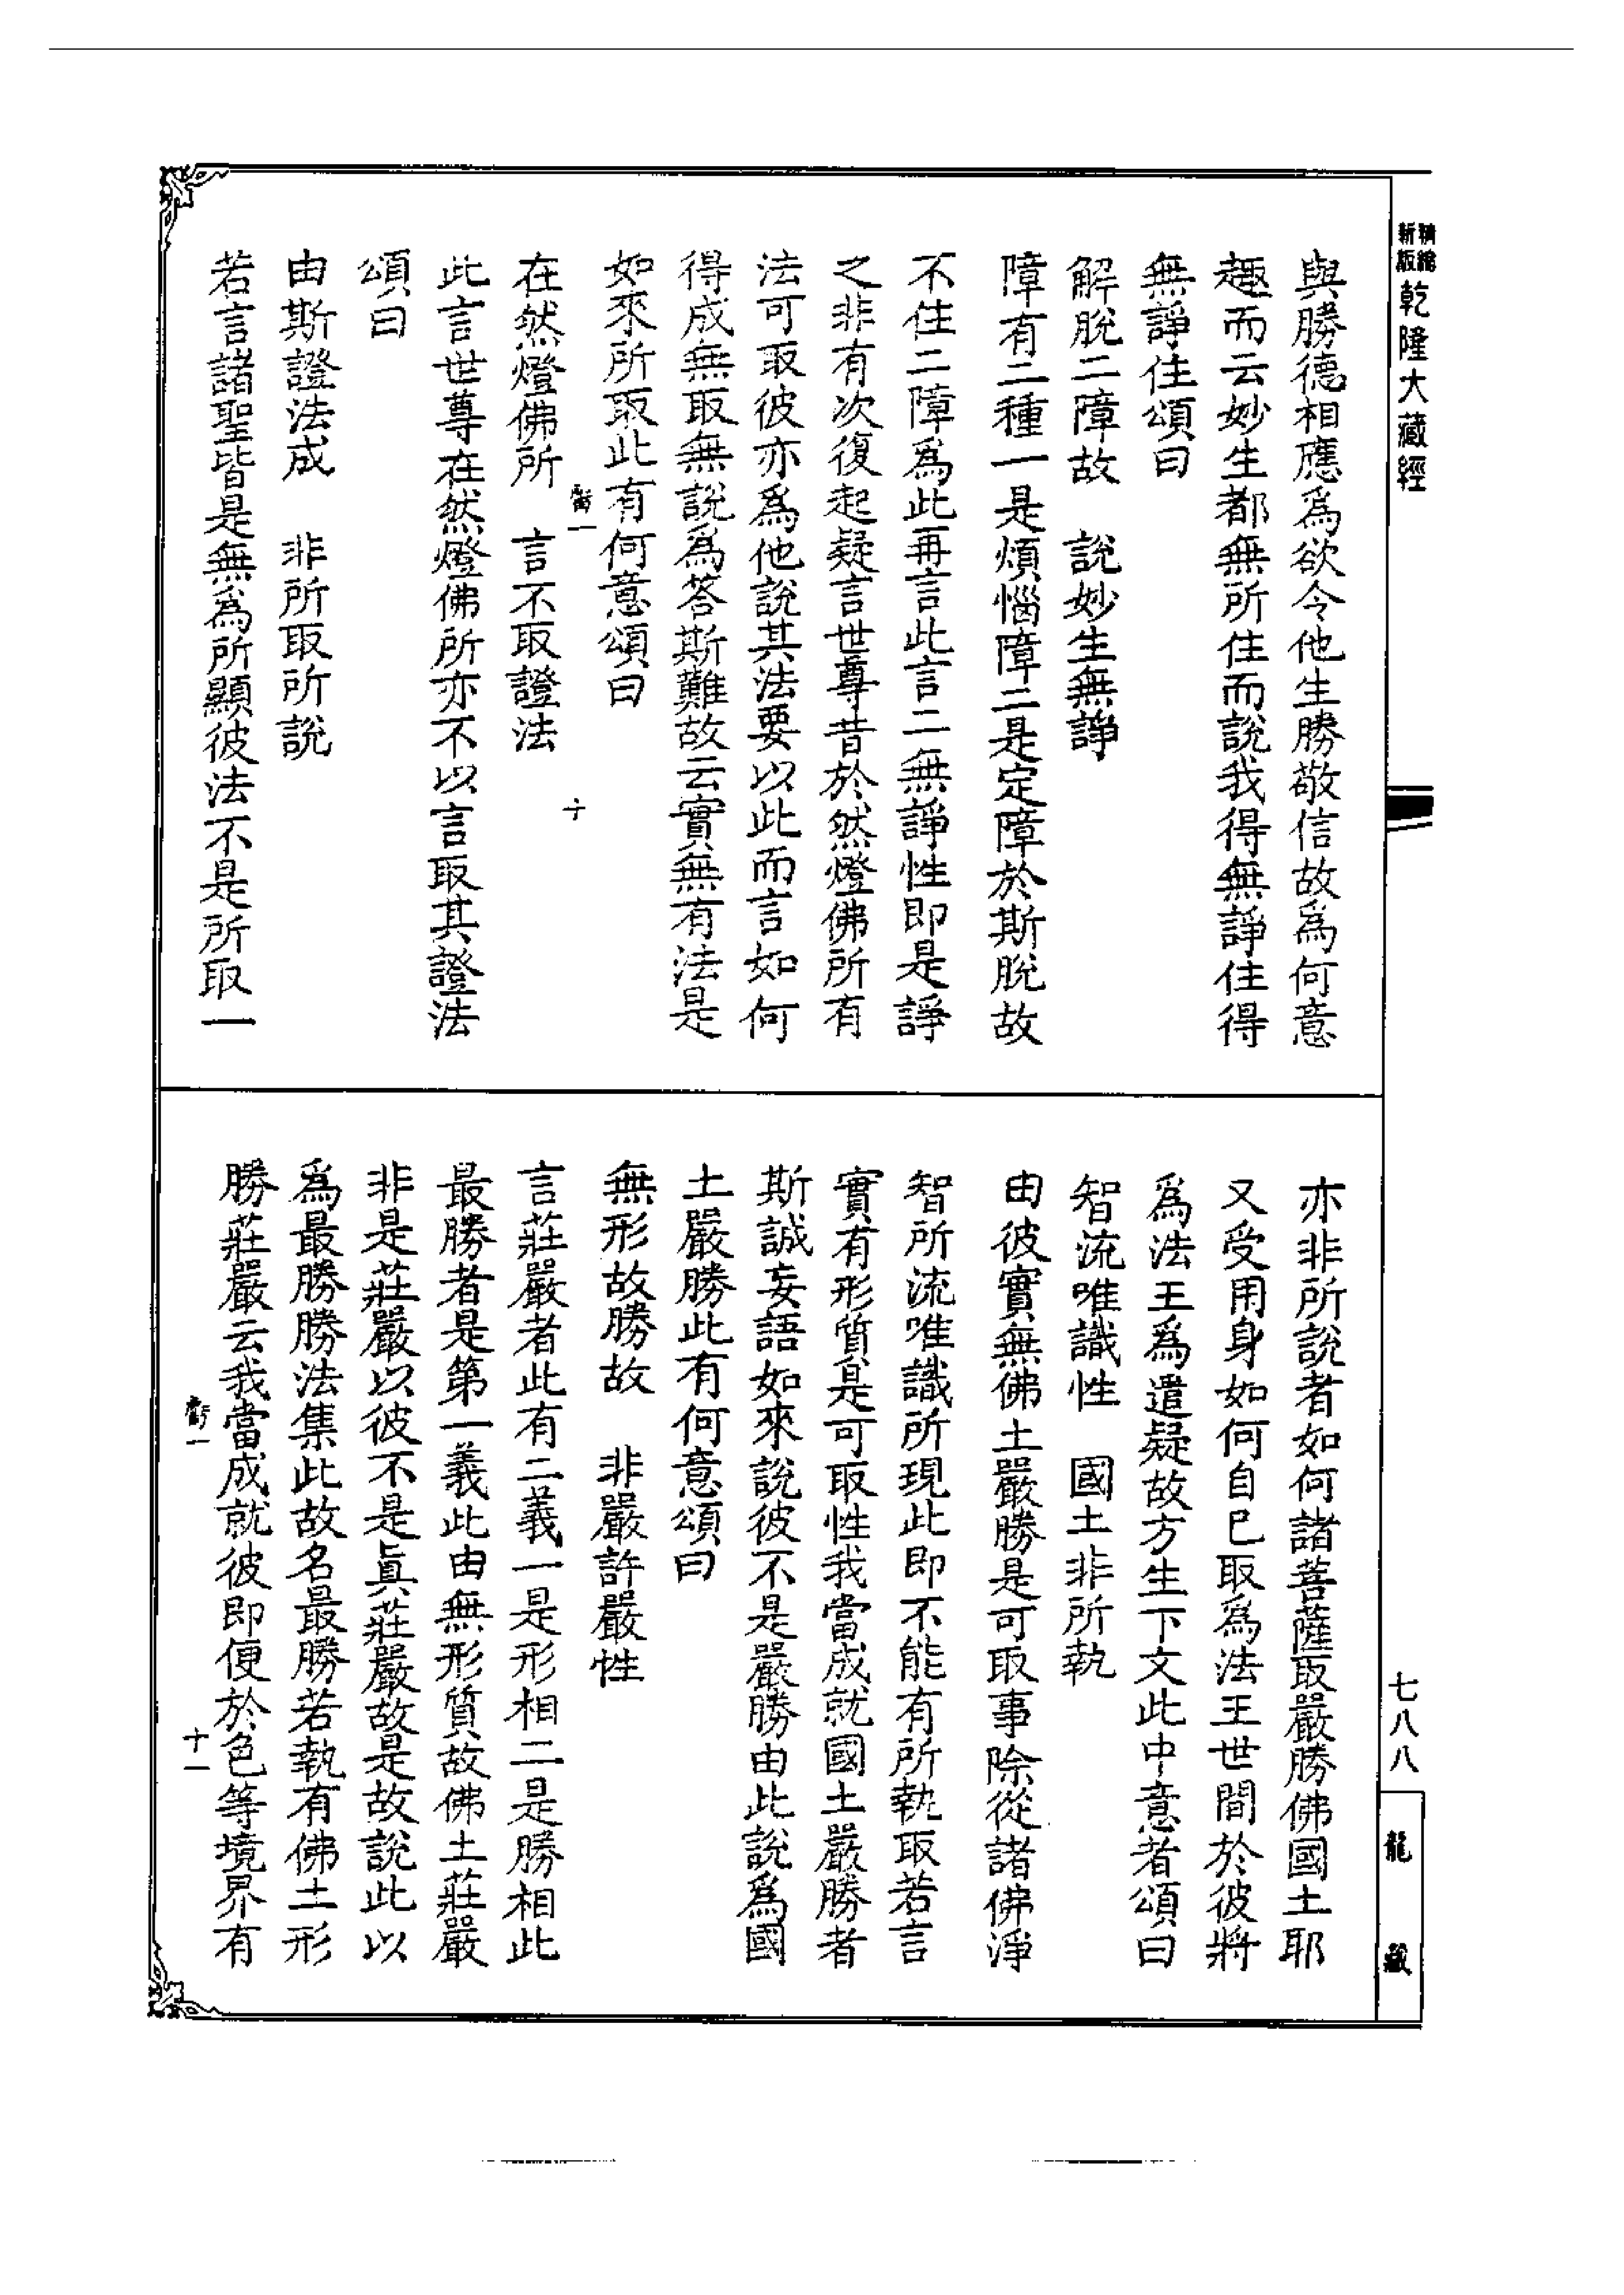 精縮
新版
乾隆大藏經
與勝德相應爲欲令他生勝敬信故爲何意
趣而云妙生都無所住而說我得無諍住得
無諍住頌曰
解脫二障故　說妙生無諍
障有二種一是煩惱障二是定障於斯脫故
不住二障爲此再言此言二無諍性即是諍
之非有次復起疑言世尊昔於然燈佛所有
法可取彼亦爲他說其法要以此而言如何
得成無取無說爲答斯難故云實無有法是
如來所取此有何意頌曰
虧一
十
在然燈佛所　言不取證法
此言世尊在然燈佛所亦不以言取其證法
頌曰
由斯證法成　非所取所說
若言諸聖皆是無爲所顯彼法不是所取一
亦非所說者如何諸菩薩取嚴勝佛國土耶
又受用身如何自已取爲法王世間於彼將
爲法王爲遣疑故方生下文此中意者頌曰
智流唯識性　國土非所執
由彼實無佛土嚴勝是可取事除從諸佛淨
智所流唯識所現此即不能有所執取若言
實有形質是可取性我當成就國土嚴勝者
斯誠妄語如來說彼不是嚴勝由此說爲國
土嚴勝此有何意頌曰
無形故勝故　非嚴許嚴性
言莊嚴者此有二義一是形相二是勝相此
最勝者是第一義此由無形質故佛土莊嚴
非是莊嚴以彼不是眞莊嚴故是故說此以
爲最勝勝法集此故名最勝若執有佛土形
勝莊嚴云我當成就彼即便於色等境界有
虧一
十一
七八八
龍藏